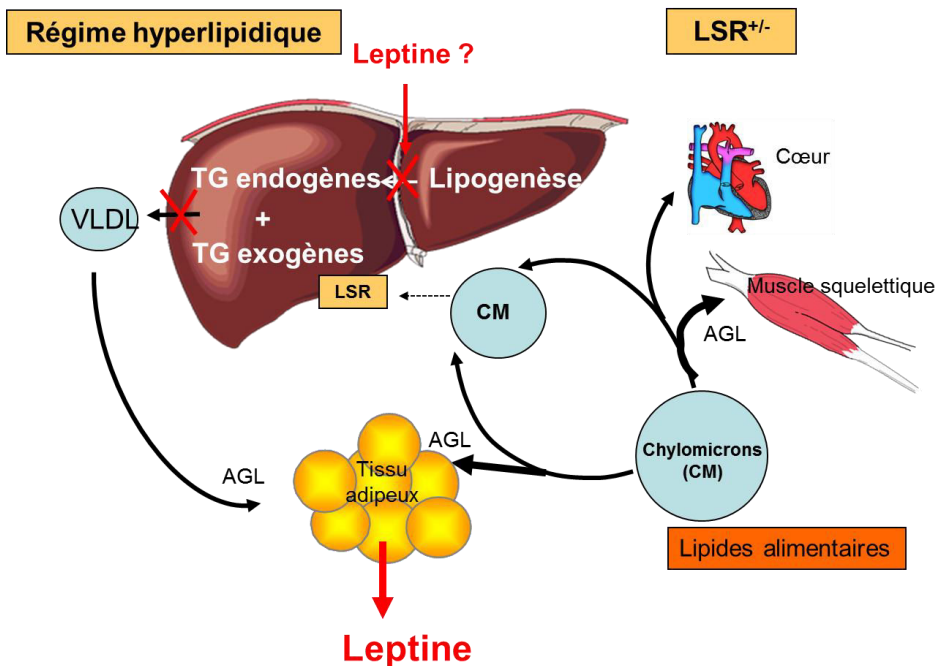 Régime hyperlipidique
LSR+/-
Leptine ?
Cœur
TG endogènes
Lipogenèse
+
TG exogènes
VLDL
LSR
CM
Muscle squelettique
AGL
AGL
Chylomicrons
(CM)
Tissu
adipeux
AGL
Lipides alimentaires
Leptine